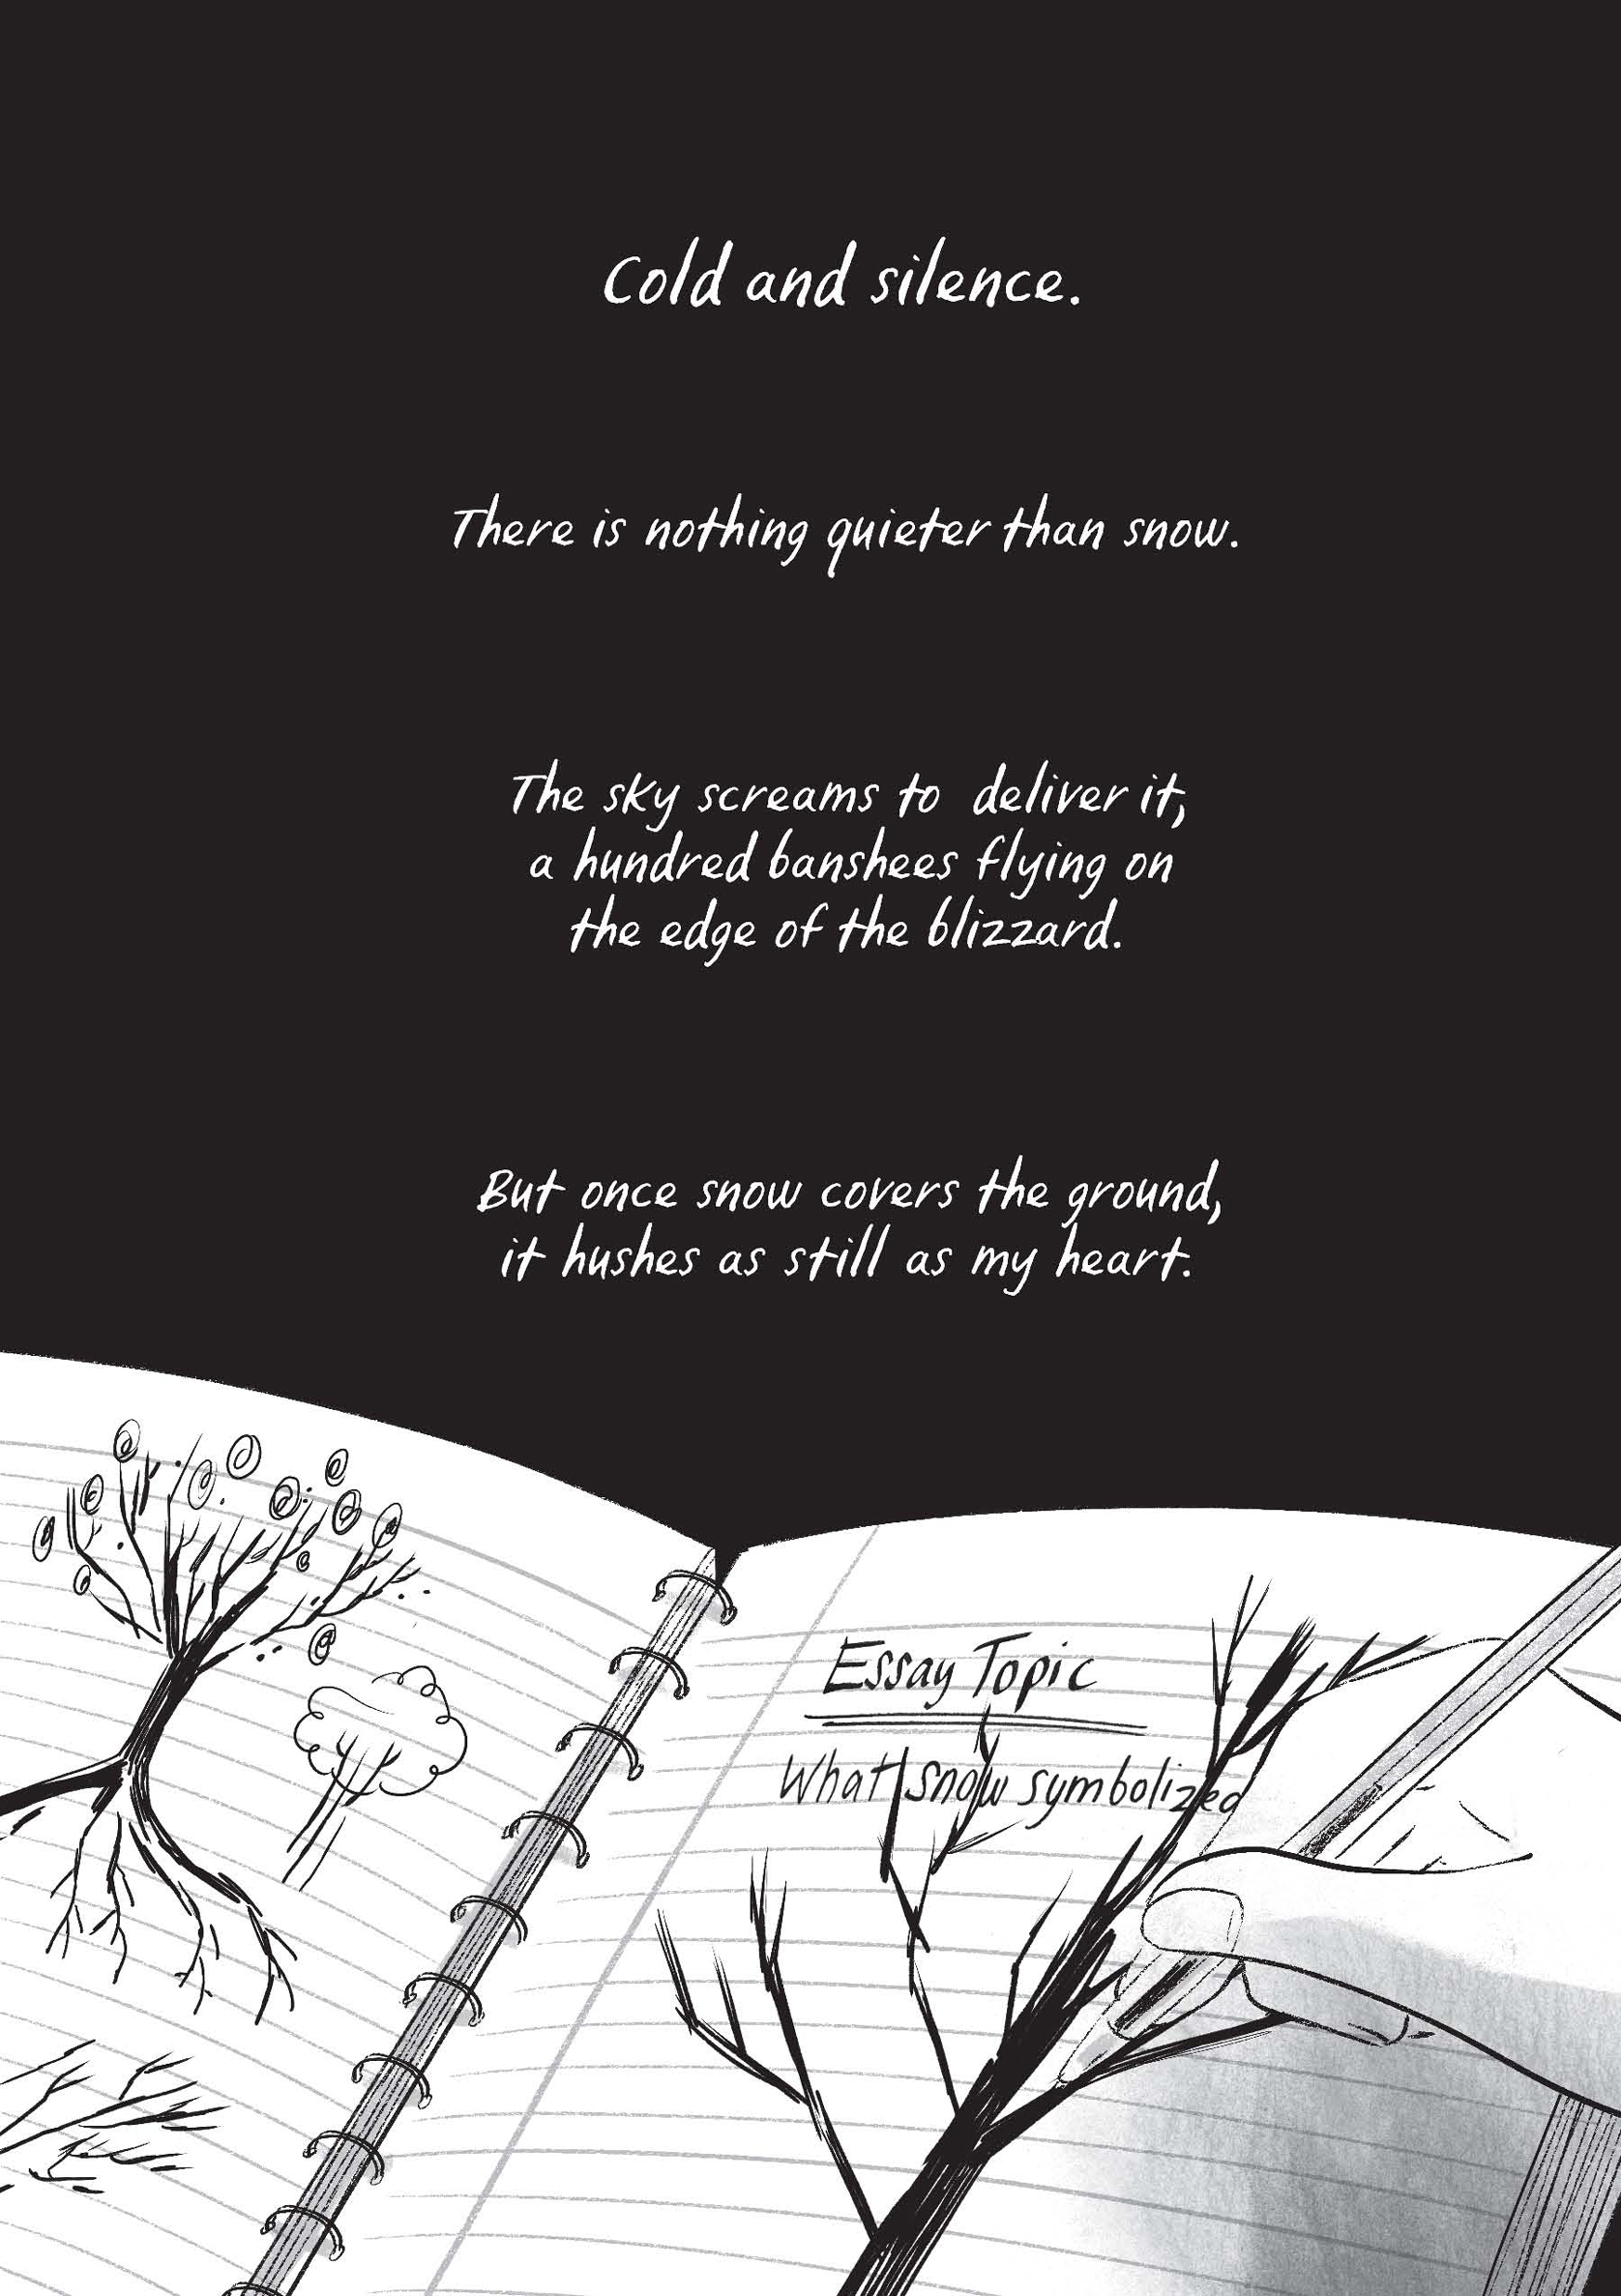 Cold and silence.
There is nothing quieter than snow.
The sky screams to deliver it,
a hundred banshees flying on
the edge of the blizzard.
But once snow covers the ground,
it hushes as still as my heart.
Essay Topic
What snow symbolized